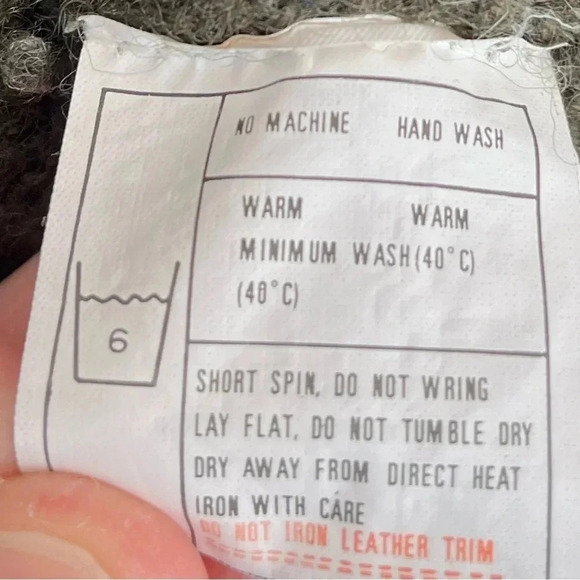 NO MACHINE HAND WASH
WARM WARM
MINIMUM WASH(40°C)
(40°C)
6
SHORT SPIN, DO NOT WRING
LAY FLAT, DO NOT TUMBLE DRY
DRY AWAY FROM DIRECT HEAT
IRON WITH CARE
DO NOT IRON LEATHER TRIM